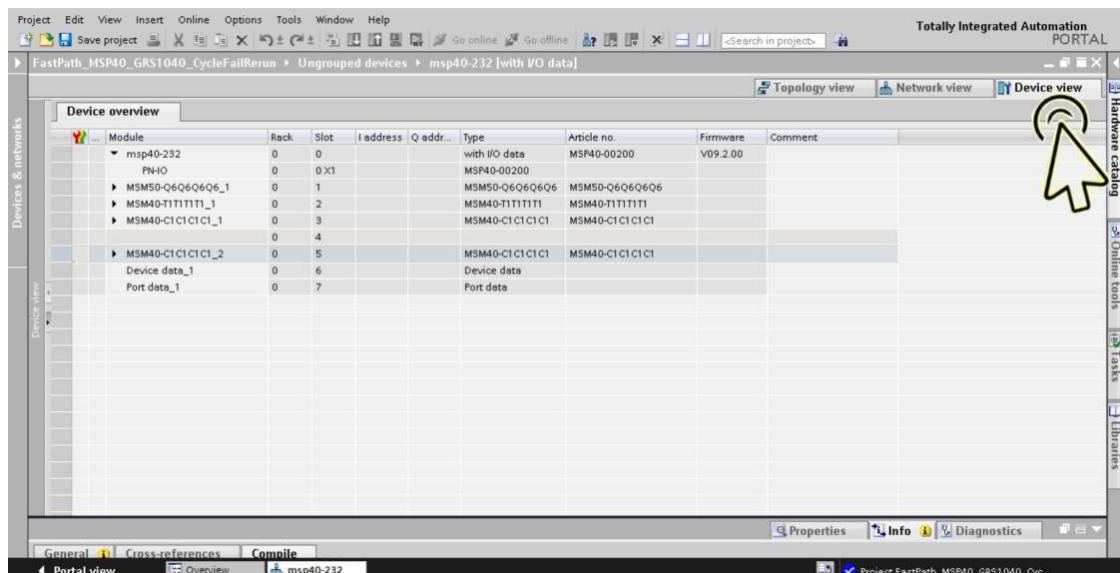 Project Edit View Insert Online Options Tools Window Help
Totally Integrated Automation
PORTAL
Save project Go online Go offline <Search in project>
FastPath_MSP40_GRS1040_CycleFailRerun Ungrouped devices msp40-232 [with I/O data]
Topology view Network view Device view
Device overview
... Module Rack Slot I address Q addr... Type Article no. Firmware Comment
msp40-232 0 0 with I/O data MSP40-00200 V09.2.00
PN-IO 0 0 X1 MSP40-00200
MSM50-Q6Q6Q6Q6_1 0 1 MSM50-Q6Q6Q6Q6 MSM50-Q6Q6Q6Q6
MSM40-T1T1T1T1_1 0 2 MSM40-T1T1T1T1 MSM40-T1T1T1T1
MSM40-C1C1C1C1_1 0 3 MSM40-C1C1C1C1 MSM40-C1C1C1C1
0 4
MSM40-C1C1C1C1_2 0 5 MSM40-C1C1C1C1 MSM40-C1C1C1C1
Device data_1 0 6 Device data
Port data_1 0 7 Port data
Devices & networks
Device view
Hardware catalog
Online tools
Tasks
Libraries
Properties Info Diagnostics
General Cross-references Compile
Portal view Overview msp40-232 Project FastPath_MSP40_GRS1040_Cyc...